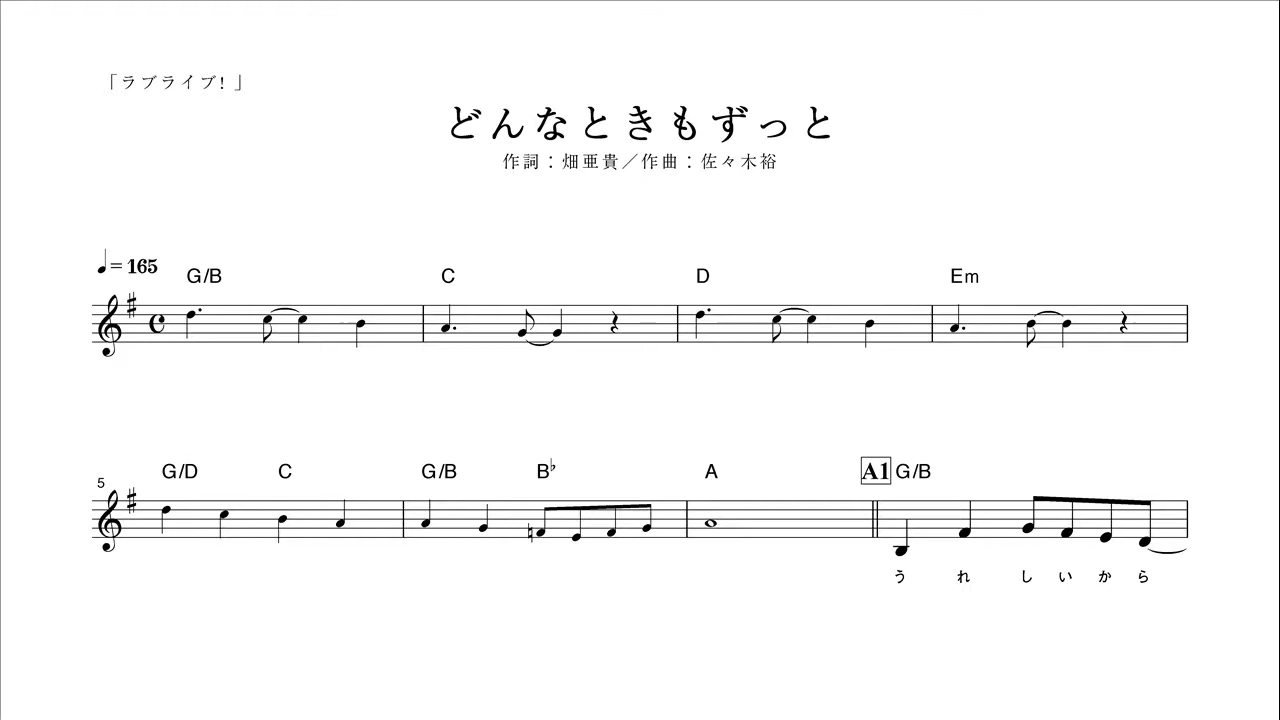 「ラブライブ! 」
どんなときもずっと
作詞：畑亜貴／作曲：佐々木裕
♩= 165
G/B C D Em
5
G/D C G/B B♭ A A1 G/B
う れ し い か ら